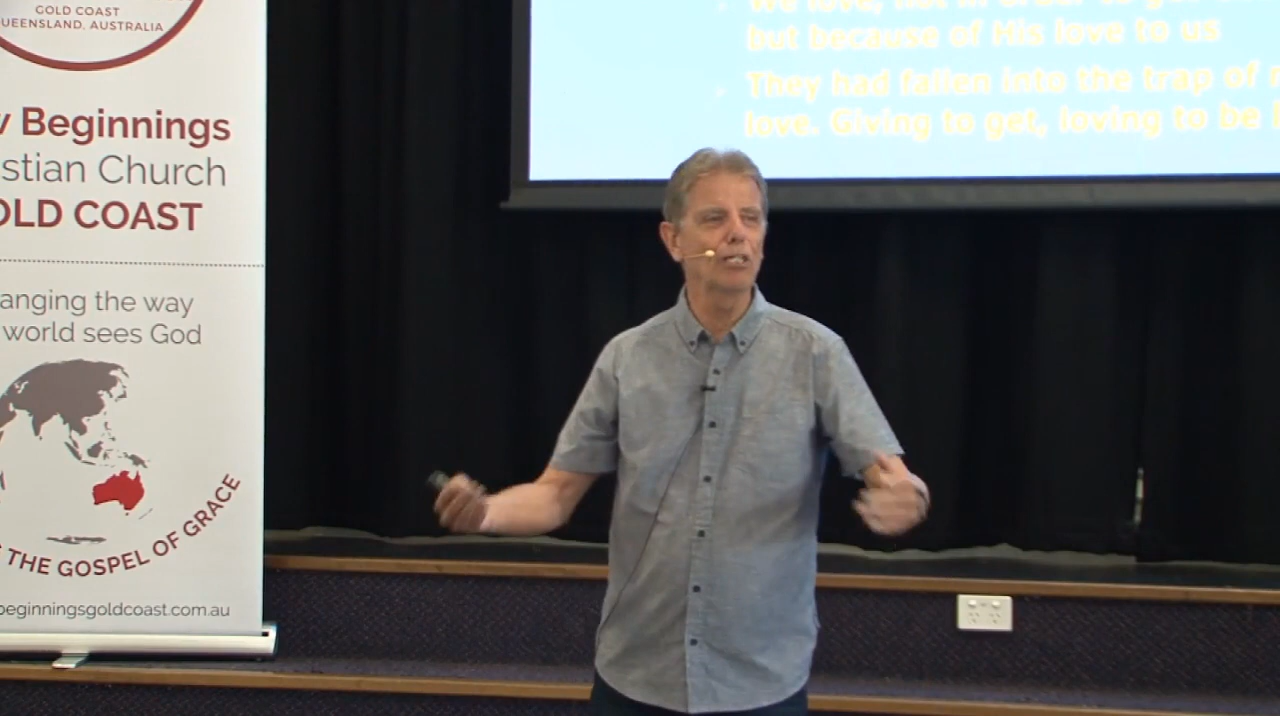 GOLD COAST
UEENSLAND, AUSTRALIA
Beginnings
stian Church
OLD COAST
anging the way
world sees God
THE GOSPEL OF GRACE
beginningsgoldcoast.com.au
but because of His love to us
They had fallen into the trap of
love. Giving to get, loving to be